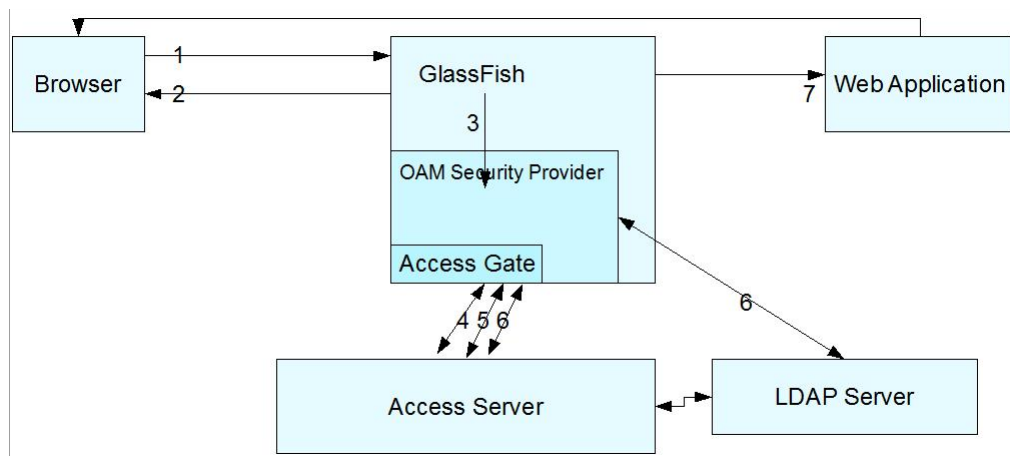 1
Browser
GlassFish
Web Application
2
7
3
OAM Security Provider
Access Gate
6
4 5 6
Access Server
LDAP Server